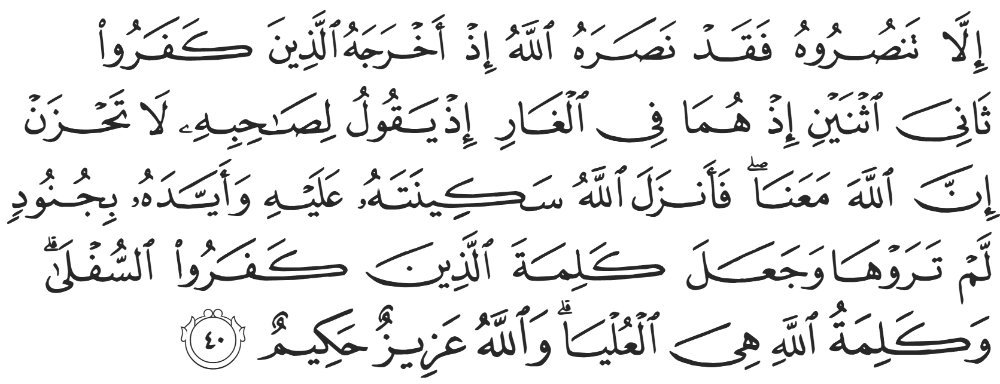 إِلَّا تَنصُرُوهُ فَقَدۡ نَصَرَهُ ٱللَّهُ إِذۡ أَخۡرَجَهُ ٱلَّذِينَ كَفَرُواْ
ثَانِيَ ٱثۡنَيۡنِ إِذۡ هُمَا فِي ٱلۡغَارِ إِذۡ يَقُولُ لِصَٰحِبِهِۦ لَا تَحۡزَنۡ
إِنَّ ٱللَّهَ مَعَنَاۖ فَأَنزَلَ ٱللَّهُ سَكِينَتَهُۥ عَلَيۡهِ وَأَيَّدَهُۥ بِجُنُودٖ
لَّمۡ تَرَوۡهَا وَجَعَلَ كَلِمَةَ ٱلَّذِينَ كَفَرُواْ ٱلسُّفۡلَىٰۗ
وَكَلِمَةُ ٱللَّهِ هِيَ ٱلۡعُلۡيَاۗ وَٱللَّهُ عَزِيزٌ حَكِيمٌ ٤٠